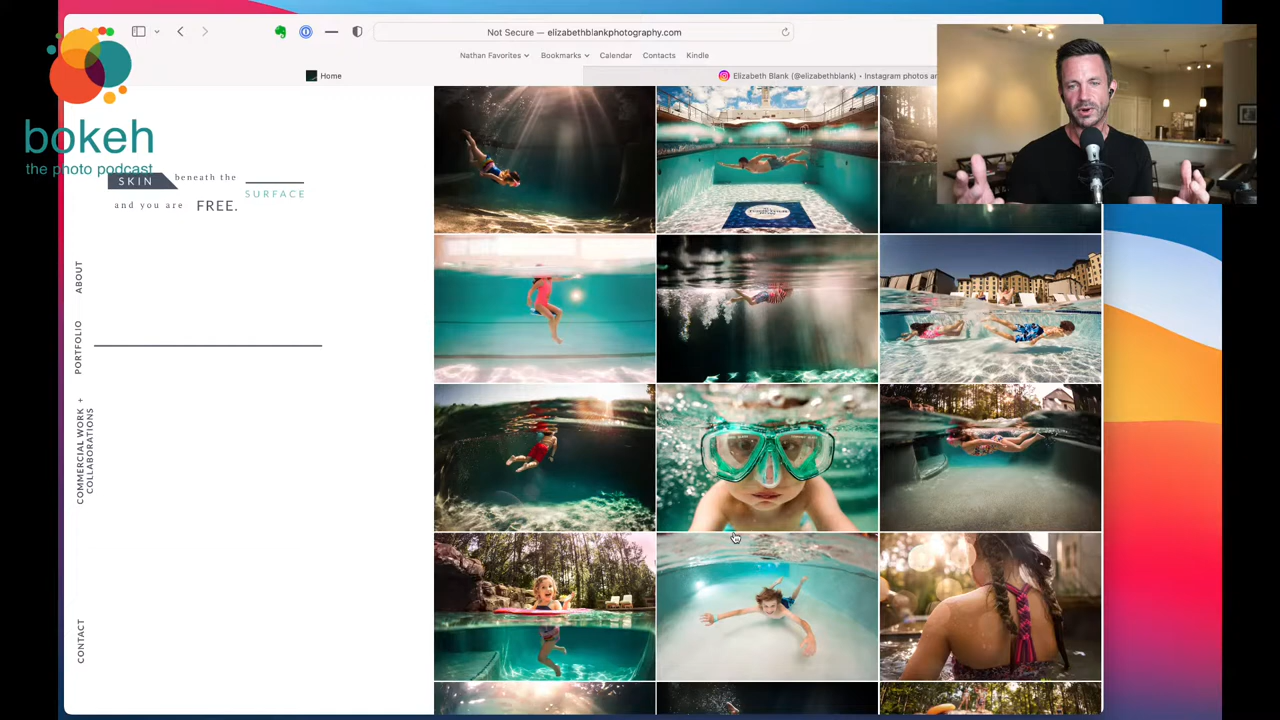 Not Secure — elizabethblankphotography.com
Nathan Favorites
Bookmarks
Calendar
Contacts
Kindle
Home
Elizabeth Blank (@elizabethblank) • Instagram photos an
bokeh
the photo podcast
SKIN beneath the SURFACE
and you are FREE.
ABOUT
PORTFOLIO
COMMERCIAL WORK +
COLLABORATIONS
CONTACT